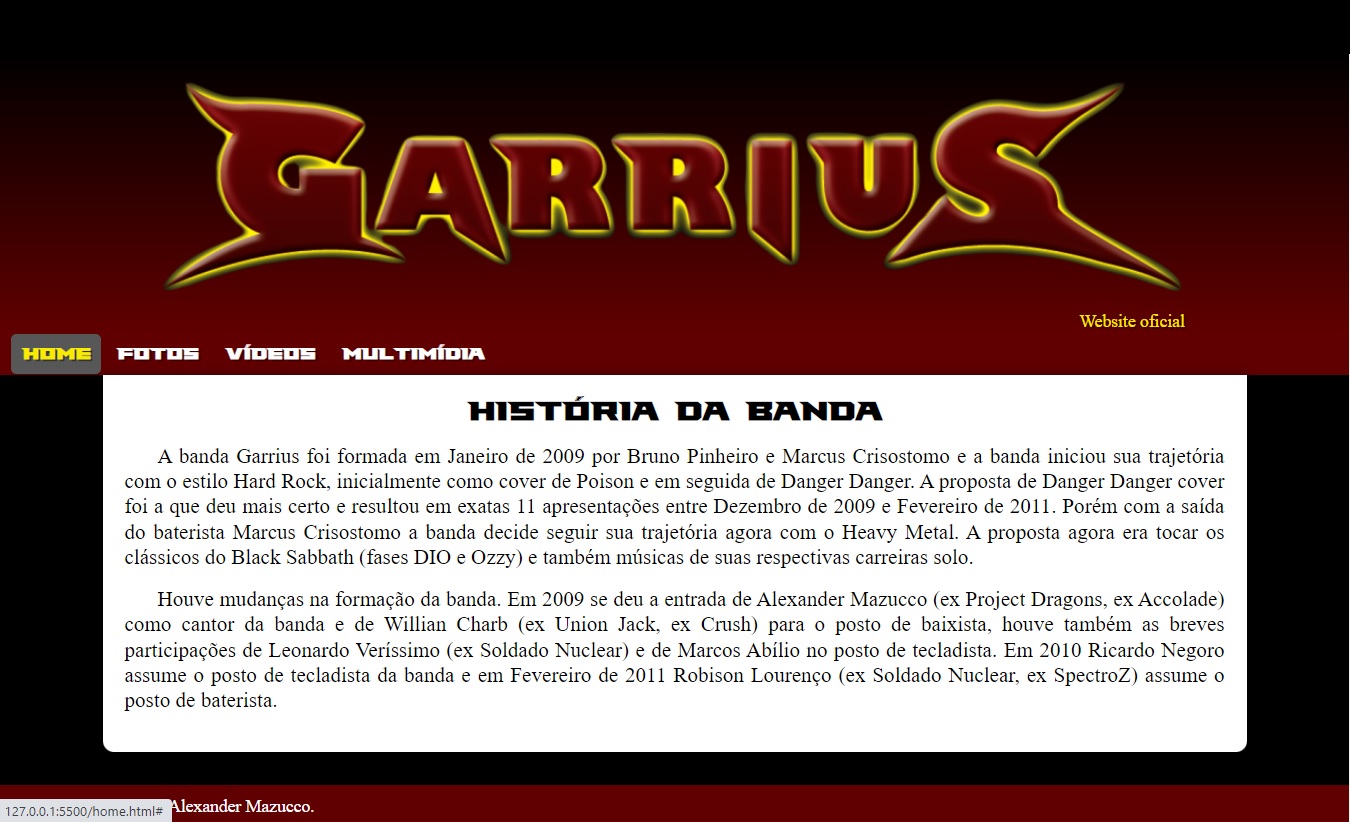 GARRIUS
Website oficial
HOME FOTOS VÍDEOS MULTIMÍDIA
HISTÓRIA DA BANDA
A banda Garrius foi formada em Janeiro de 2009 por Bruno Pinheiro e Marcus Crisostomo e a banda iniciou sua trajetória
com o estilo Hard Rock, inicialmente como cover de Poison e em seguida de Danger Danger. A proposta de Danger Danger cover
foi a que deu mais certo e resultou em exatas 11 apresentações entre Dezembro de 2009 e Fevereiro de 2011. Porém com a saída
do baterista Marcus Crisostomo a banda decide seguir sua trajetória agora com o Heavy Metal. A proposta agora era tocar os
clássicos do Black Sabbath (fases DIO e Ozzy) e também músicas de suas respectivas carreiras solo.
Houve mudanças na formação da banda. Em 2009 se deu a entrada de Alexander Mazucco (ex Project Dragons, ex Accolade)
como cantor da banda e de Willian Charb (ex Union Jack, ex Crush) para o posto de baixista, houve também as breves
participações de Leonardo Veríssimo (ex Soldado Nuclear) e de Marcos Abílio no posto de tecladista. Em 2010 Ricardo Negoro
assume o posto de tecladista da banda e em Fevereiro de 2011 Robison Lourenço (ex Soldado Nuclear, ex SpectroZ) assume o
posto de baterista.
Alexander Mazucco.
127.0.0.1:5500/home.html#